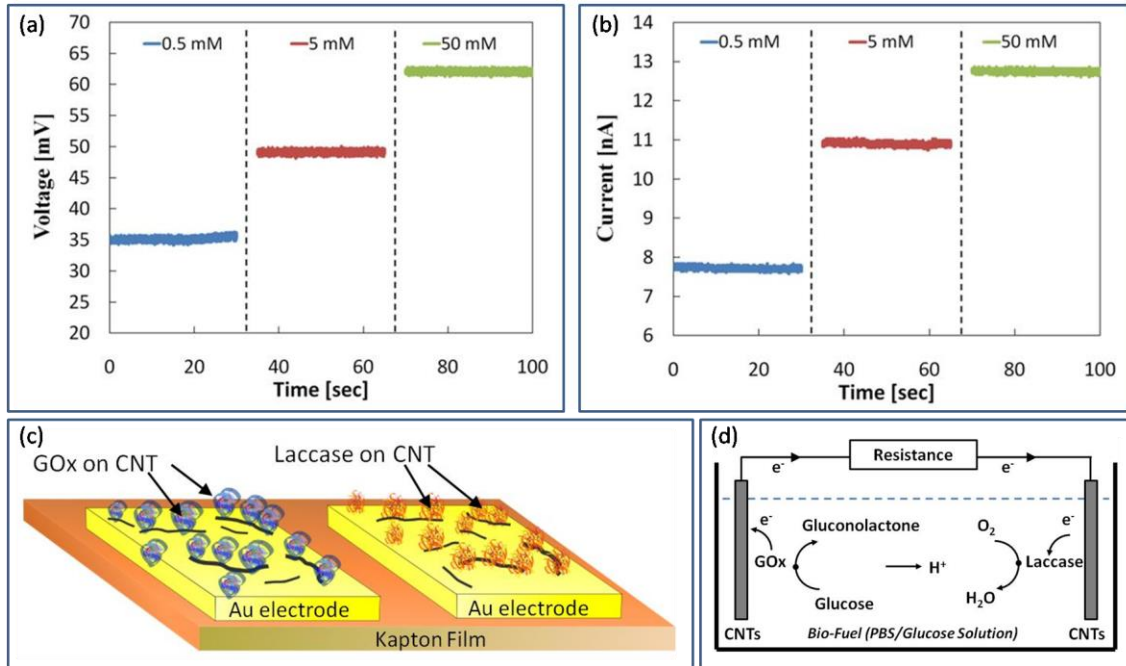 (a)
70
65
60
55
50
45
40
35
30
25
20
Voltage [mV]
0.5 mM 5 mM 50 mM
0 20 40 60 80 100
Time [sec]
(b)
14
13
12
11
10
9
8
7
6
Current [nA]
0.5 mM 5 mM 50 mM
0 20 40 60 80 100
Time [sec]
(c)
GOx on CNT
Laccase on CNT
Au electrode
Au electrode
Kapton Film
(d)
Resistance
e⁻ e⁻
e⁻ Gluconolactone O₂ e⁻
GOx H⁺ Laccase
Glucose H₂O
CNTs Bio-Fuel (PBS/Glucose Solution) CNTs